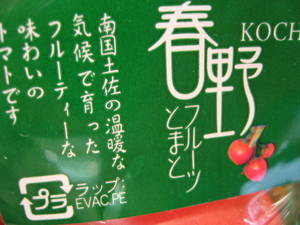 KOCH
春野
フルーツ
とまと
南国土佐の温暖な
気候で育った
フルーティーな
味わいの
トマトです
プラ
ラップ:
EVAC.PE